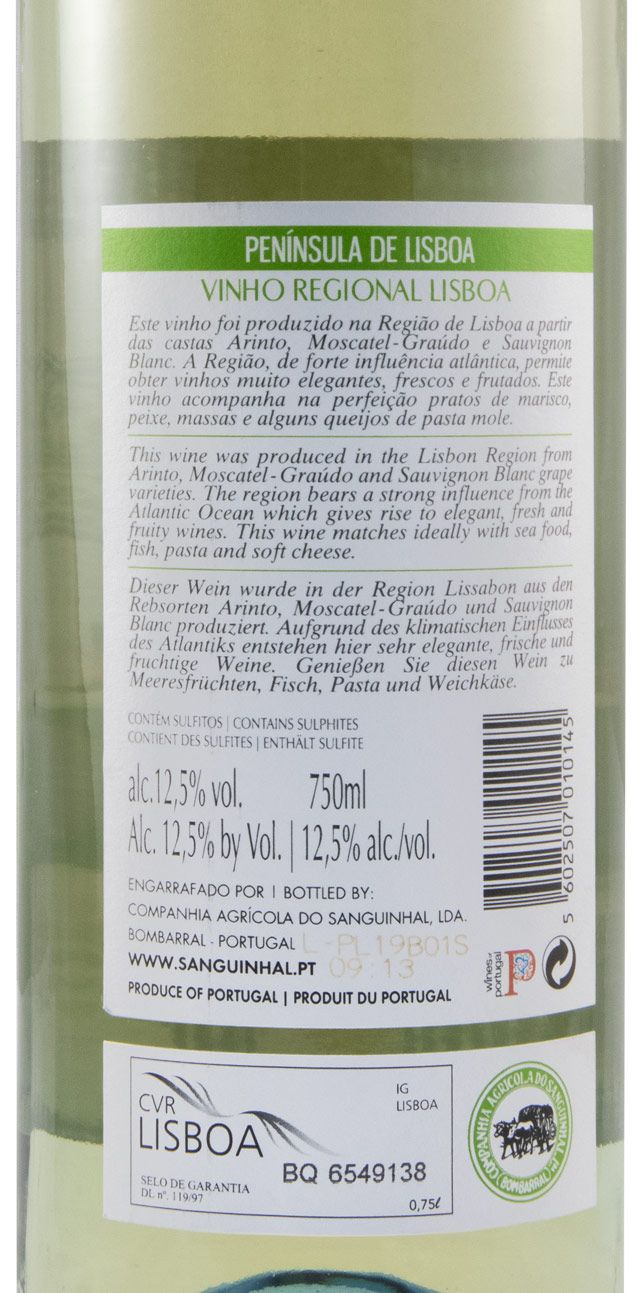 PENÍNSULA DE LISBOA
VINHO REGIONAL LISBOA
Este vinho foi produzido na Região de Lisboa a partir
das castas Arinto, Moscatel-Graúdo e Sauvignon
Blanc. A Região, de forte influência atlântica, permite
obter vinhos muito elegantes, frescos e frutados. Este
vinho acompanha na perfeição pratos de marisco,
peixe, massas e alguns queijos de pasta mole.
This wine was produced in the Lisbon Region from
Arinto, Moscatel-Graúdo and Sauvignon Blanc grape
varieties. The region bears a strong influence from the
Atlantic Ocean which gives rise to elegant, fresh and
fruity wines. This wine matches ideally with sea food,
fish, pasta and soft cheese.
Dieser Wein wurde in der Region Lissabon aus den
Rebsorten Arinto, Moscatel-Graúdo und Sauvignon
Blanc produziert. Aufgrund des klimatischen Einflusses
des Atlantiks entstehen hier sehr elegante, frische und
fruchtige Weine. Genießen Sie diesen Wein zu
Meeresfrüchten, Fisch, Pasta und Weichkäse.
CONTÉM SULFITOS | CONTAINS SULPHITES
CONTIENT DES SULFITES | ENTHÄLT SULFITE
alc.12,5% vol. 750ml
Alc. 12,5% by Vol. | 12,5% alc./vol.
ENGARRAFADO POR | BOTTLED BY:
COMPANHIA AGRÍCOLA DO SANGUINHAL, LDA.
BOMBARRAL - PORTUGAL L-PL19B01S
WWW.SANGUINHAL.PT 09:13
PRODUCE OF PORTUGAL | PRODUIT DU PORTUGAL
5 602507 010145
wines of
portugal
CVR
LISBOA
IG
LISBOA
BQ 6549138
SELO DE GARANTIA
DL nº. 119/97
0,75ℓ
COMPANHIA AGRICOLA DO SANGUINHAL, Lda
(BOMBARRAL)